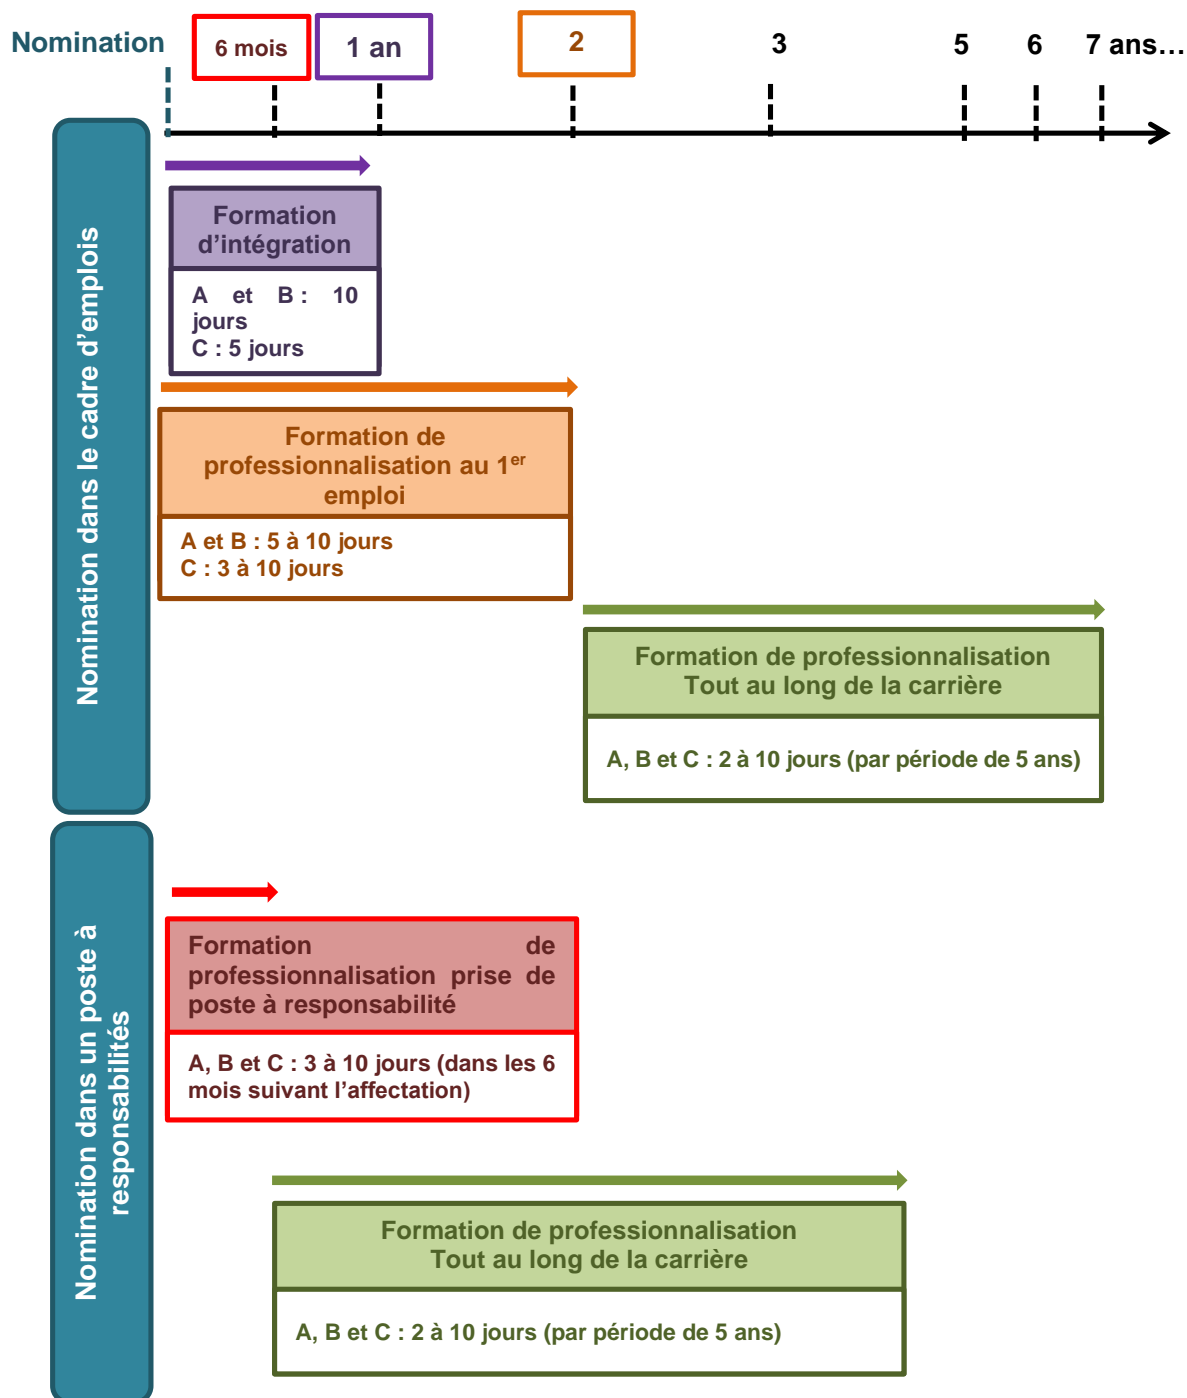 Nomination
6 mois
1 an
2
3
5
6
7 ans…
Nomination dans le cadre d’emplois
Formation
d’intégration
A et B : 10
jours
C : 5 jours
Formation de
professionnalisation au 1er
emploi
A et B : 5 à 10 jours
C : 3 à 10 jours
Formation de professionnalisation
Tout au long de la carrière
A, B et C : 2 à 10 jours (par période de 5 ans)
Nomination dans un poste à
responsabilités
Formation de
professionnalisation prise de
poste à responsabilité
A, B et C : 3 à 10 jours (dans les 6
mois suivant l’affectation)
Formation de professionnalisation
Tout au long de la carrière
A, B et C : 2 à 10 jours (par période de 5 ans)